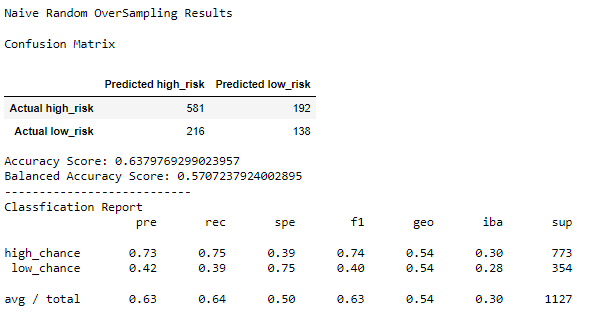 Naive Random OverSampling Results
Confusion Matrix
Predicted high_risk Predicted low_risk
Actual high_risk 581 192
Actual low_risk 216 138
Accuracy Score: 0.6379769299023957
Balanced Accuracy Score: 0.5707237924002895
--------------------------
Classfication Report
pre rec spe f1 geo iba sup
high_chance 0.73 0.75 0.39 0.74 0.54 0.30 773
low_chance 0.42 0.39 0.75 0.40 0.54 0.28 354
avg / total 0.63 0.64 0.50 0.63 0.54 0.30 1127